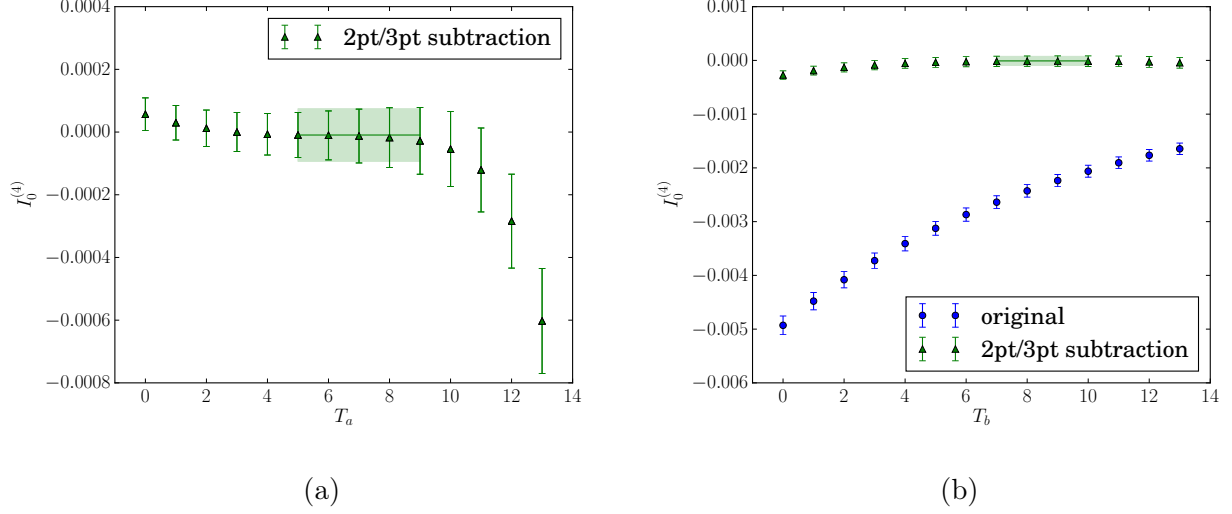 0.0004
0.0002
0.0000
−0.0002
−0.0004
−0.0006
−0.0008
I_0^{(4)}
0 2 4 6 8 10 12 14
T_a
2pt/3pt subtraction
(a)
0.001
0.000
−0.001
−0.002
−0.003
−0.004
−0.005
−0.006
I_0^{(4)}
0 2 4 6 8 10 12 14
T_b
original
2pt/3pt subtraction
(b)